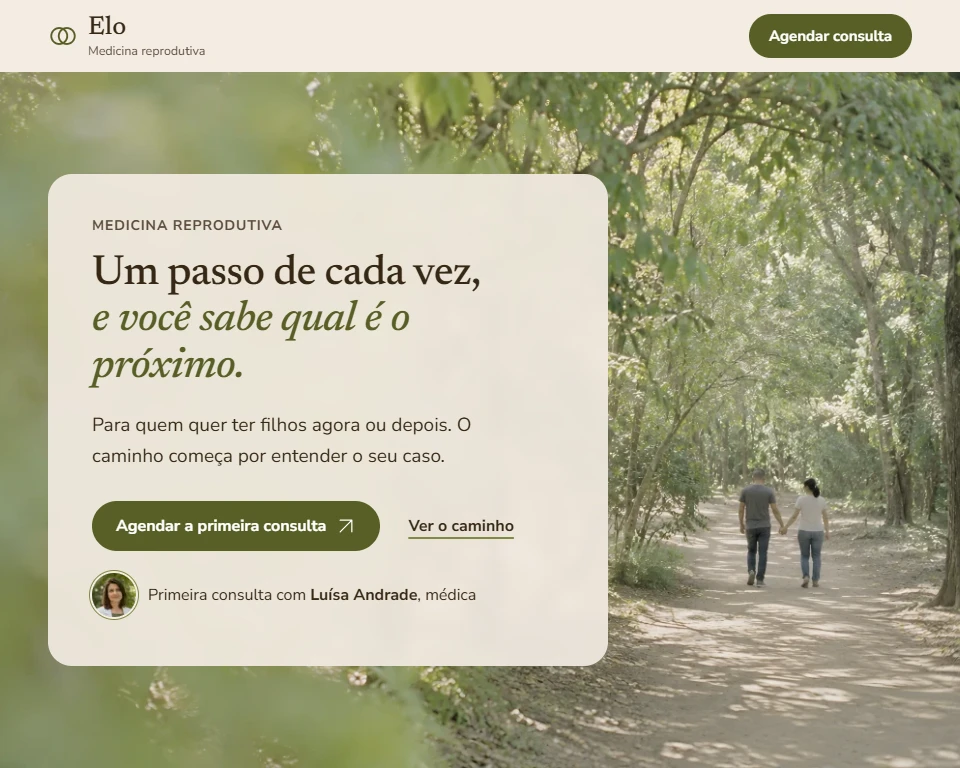 Elo
Medicina reprodutiva
Agendar consulta
MEDICINA REPRODUTIVA
Um passo de cada vez,
e você sabe qual é o
próximo.
Para quem quer ter filhos agora ou depois. O
caminho começa por entender o seu caso.
Agendar a primeira consulta
Ver o caminho
Primeira consulta com Luísa Andrade, médica